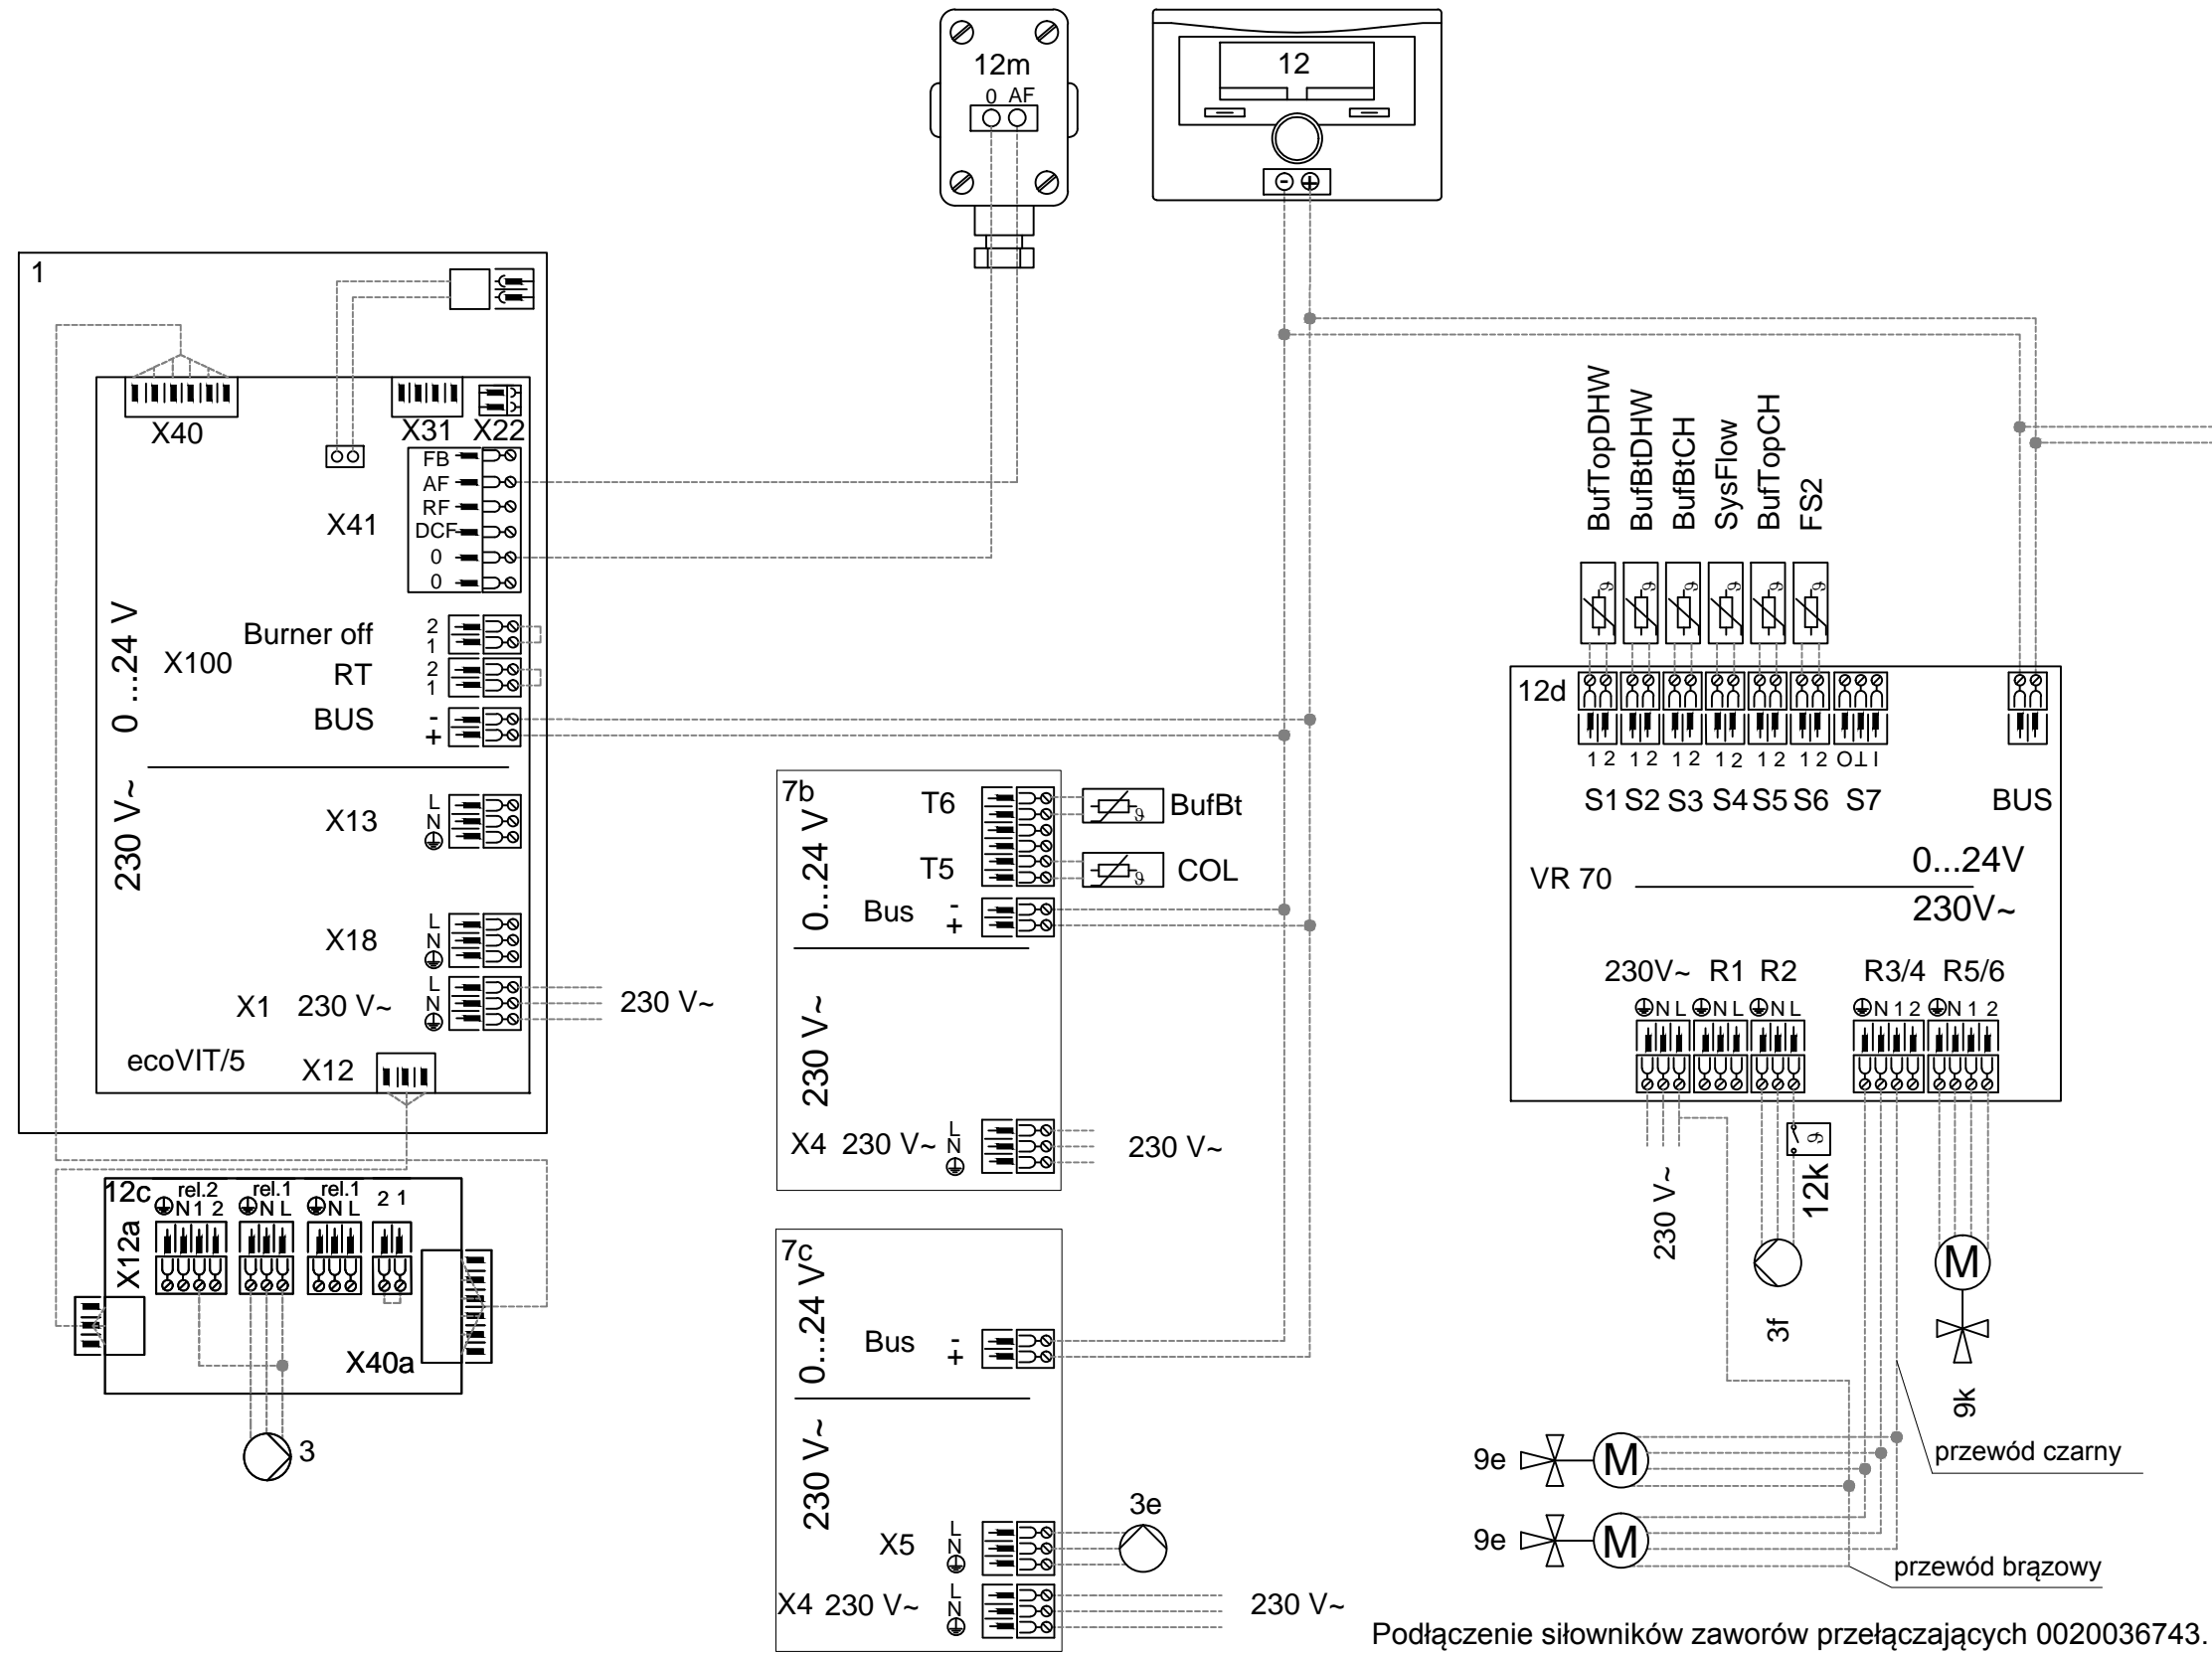 12m
0 AF
12
1
X40
X31
X22
FB
AF
RF
DCF
0
0
X41
0 ...24 V
X100
Burner off
2
1
RT
2
1
BUS
-
+
230 V~
X13
L
N
X18
L
N
X1 230 V~
L
N
230 V~
ecoVIT/5
X12
12c
rel.2
N 1 2
rel.1
N L
rel.1
N L
2 1
X12a
X40a
3
7b
0...24 V
T6
BufBt
T5
COL
Bus
-
+
230 V~
X4 230 V~
L
N
230 V~
7c
0...24 V
Bus
-
+
230 V~
X5
L
N
3e
X4 230 V~
L
N
230 V~
BufTopDHW
BufBtDHW
BufBtCH
SysFlow
BufTopCH
FS2
12d
1 2 1 2 1 2 1 2 1 2 1 2 O T I
S1 S2 S3 S4 S5 S6 S7
BUS
VR 70
0...24V
230V~
230V~ R1 R2 R3/4 R5/6
N L N L N L N 1 2 N 1 2
230 V~
12k
3f
M
9k
9e
M
przewód czarny
9e
M
przewód brązowy
Podłączenie siłowników zaworów przełączających 0020036743.